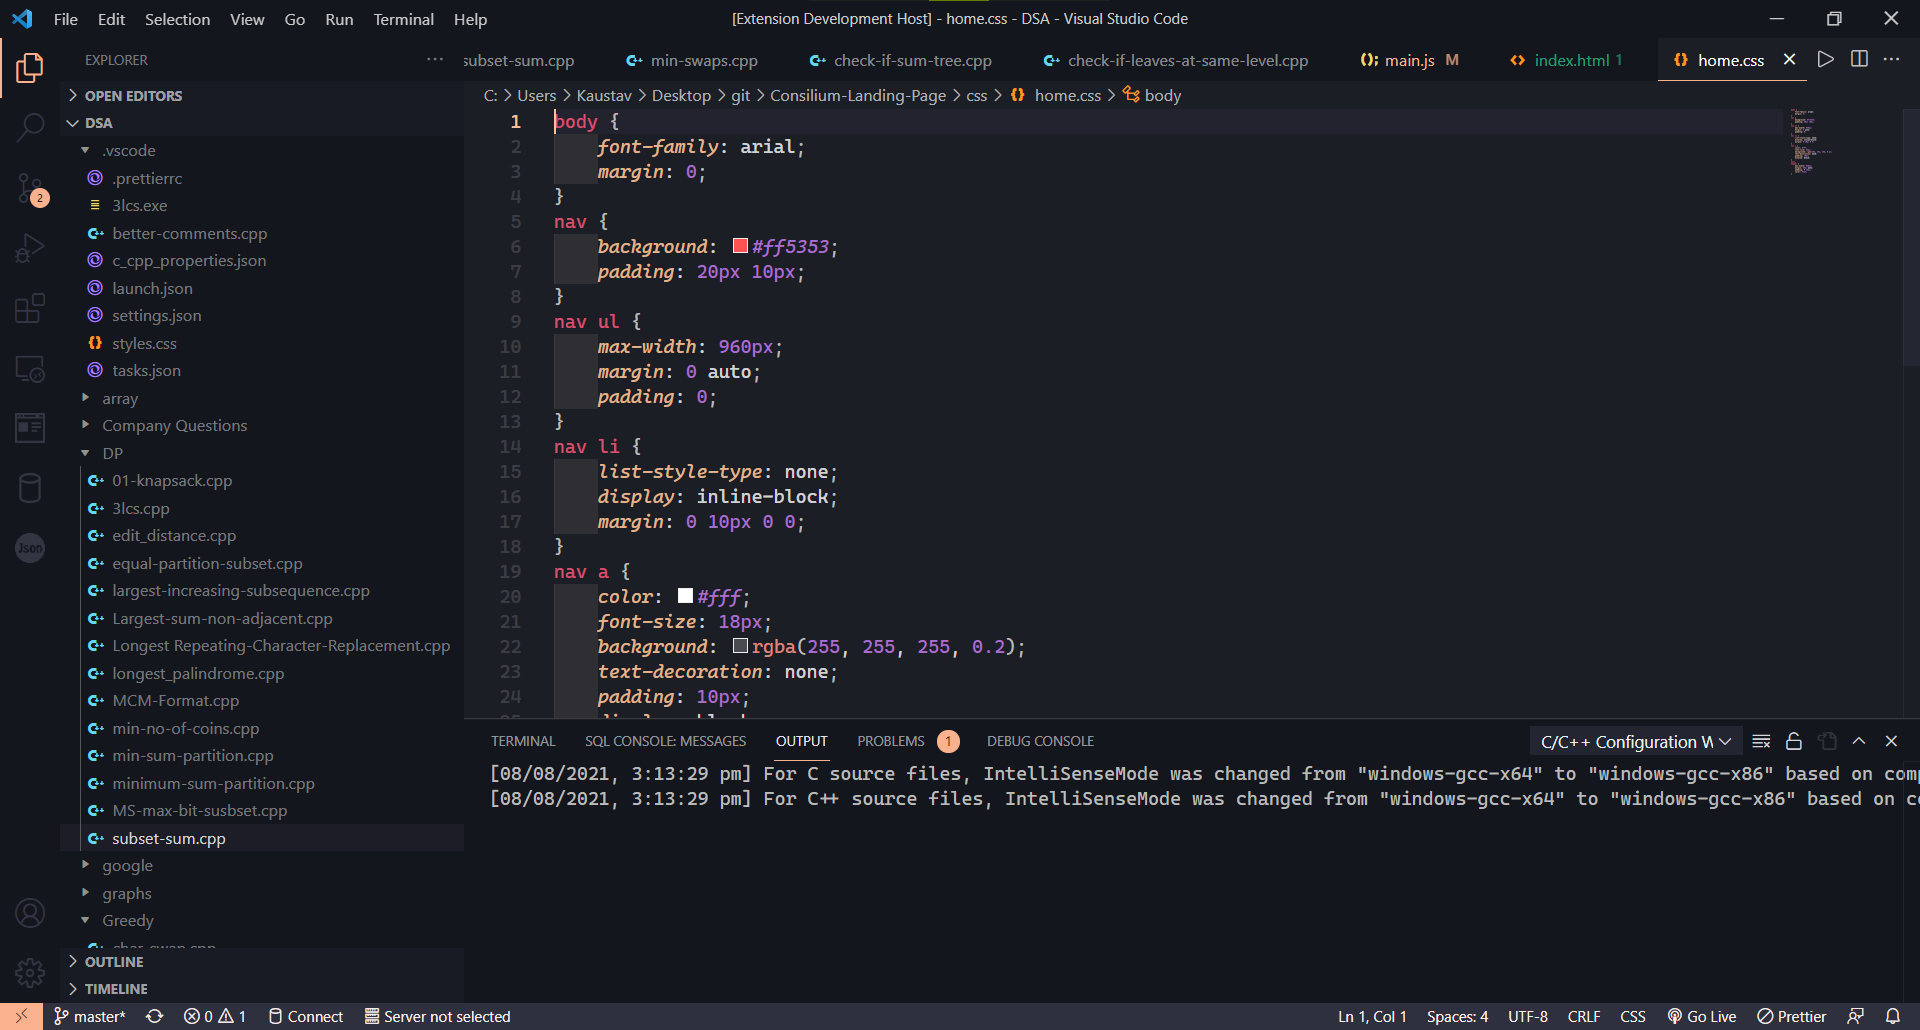 File Edit Selection View Go Run Terminal Help
[Extension Development Host] - home.css - DSA - Visual Studio Code
EXPLORER
OPEN EDITORS
DSA
.vscode
.prettierrc
3lcs.exe
better-comments.cpp
c_cpp_properties.json
launch.json
settings.json
styles.css
tasks.json
array
Company Questions
DP
01-knapsack.cpp
3lcs.cpp
edit_distance.cpp
equal-partition-subset.cpp
largest-increasing-subsequence.cpp
Largest-sum-non-adjacent.cpp
Longest Repeating-Character-Replacement.cpp
longest_palindrome.cpp
MCM-Format.cpp
min-no-of-coins.cpp
min-sum-partition.cpp
minimum-sum-partition.cpp
MS-max-bit-susbset.cpp
subset-sum.cpp
google
graphs
Greedy
char-swap.cpp
OUTLINE
TIMELINE
2
Json
subset-sum.cpp min-swaps.cpp check-if-sum-tree.cpp check-if-leaves-at-same-level.cpp main.js M index.html 1 home.css
C: > Users > Kaustav > Desktop > git > Consilium-Landing-Page > css > home.css > body
1 body {
2 font-family: arial;
3 margin: 0;
4 }
5 nav {
6 background: #ff5353;
7 padding: 20px 10px;
8 }
9 nav ul {
10 max-width: 960px;
11 margin: 0 auto;
12 padding: 0;
13 }
14 nav li {
15 list-style-type: none;
16 display: inline-block;
17 margin: 0 10px 0 0;
18 }
19 nav a {
20 color: #fff;
21 font-size: 18px;
22 background: rgba(255, 255, 255, 0.2);
23 text-decoration: none;
24 padding: 10px;
TERMINAL SQL CONSOLE: MESSAGES OUTPUT PROBLEMS 1 DEBUG CONSOLE C/C++ Configuration W
[08/08/2021, 3:13:29 pm] For C source files, IntelliSenseMode was changed from "windows-gcc-x64" to "windows-gcc-x86" based on comp
[08/08/2021, 3:13:29 pm] For C++ source files, IntelliSenseMode was changed from "windows-gcc-x64" to "windows-gcc-x86" based on co
master* 0 1 Connect Server not selected Ln 1, Col 1 Spaces: 4 UTF-8 CRLF CSS Go Live Prettier